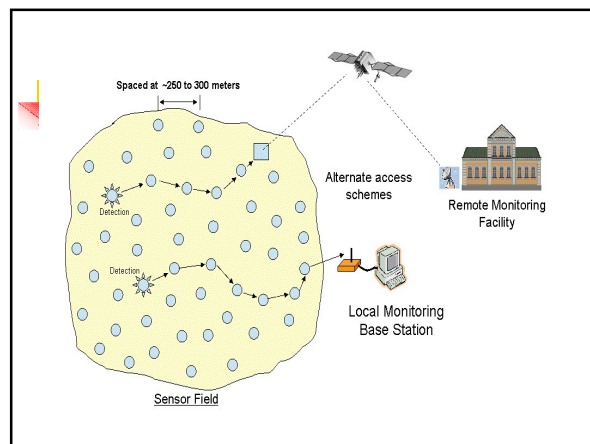 Spaced at ~250 to 300 meters
Alternate access
schemes
Remote Monitoring
Facility
Detection
Detection
Local Monitoring
Base Station
Sensor Field